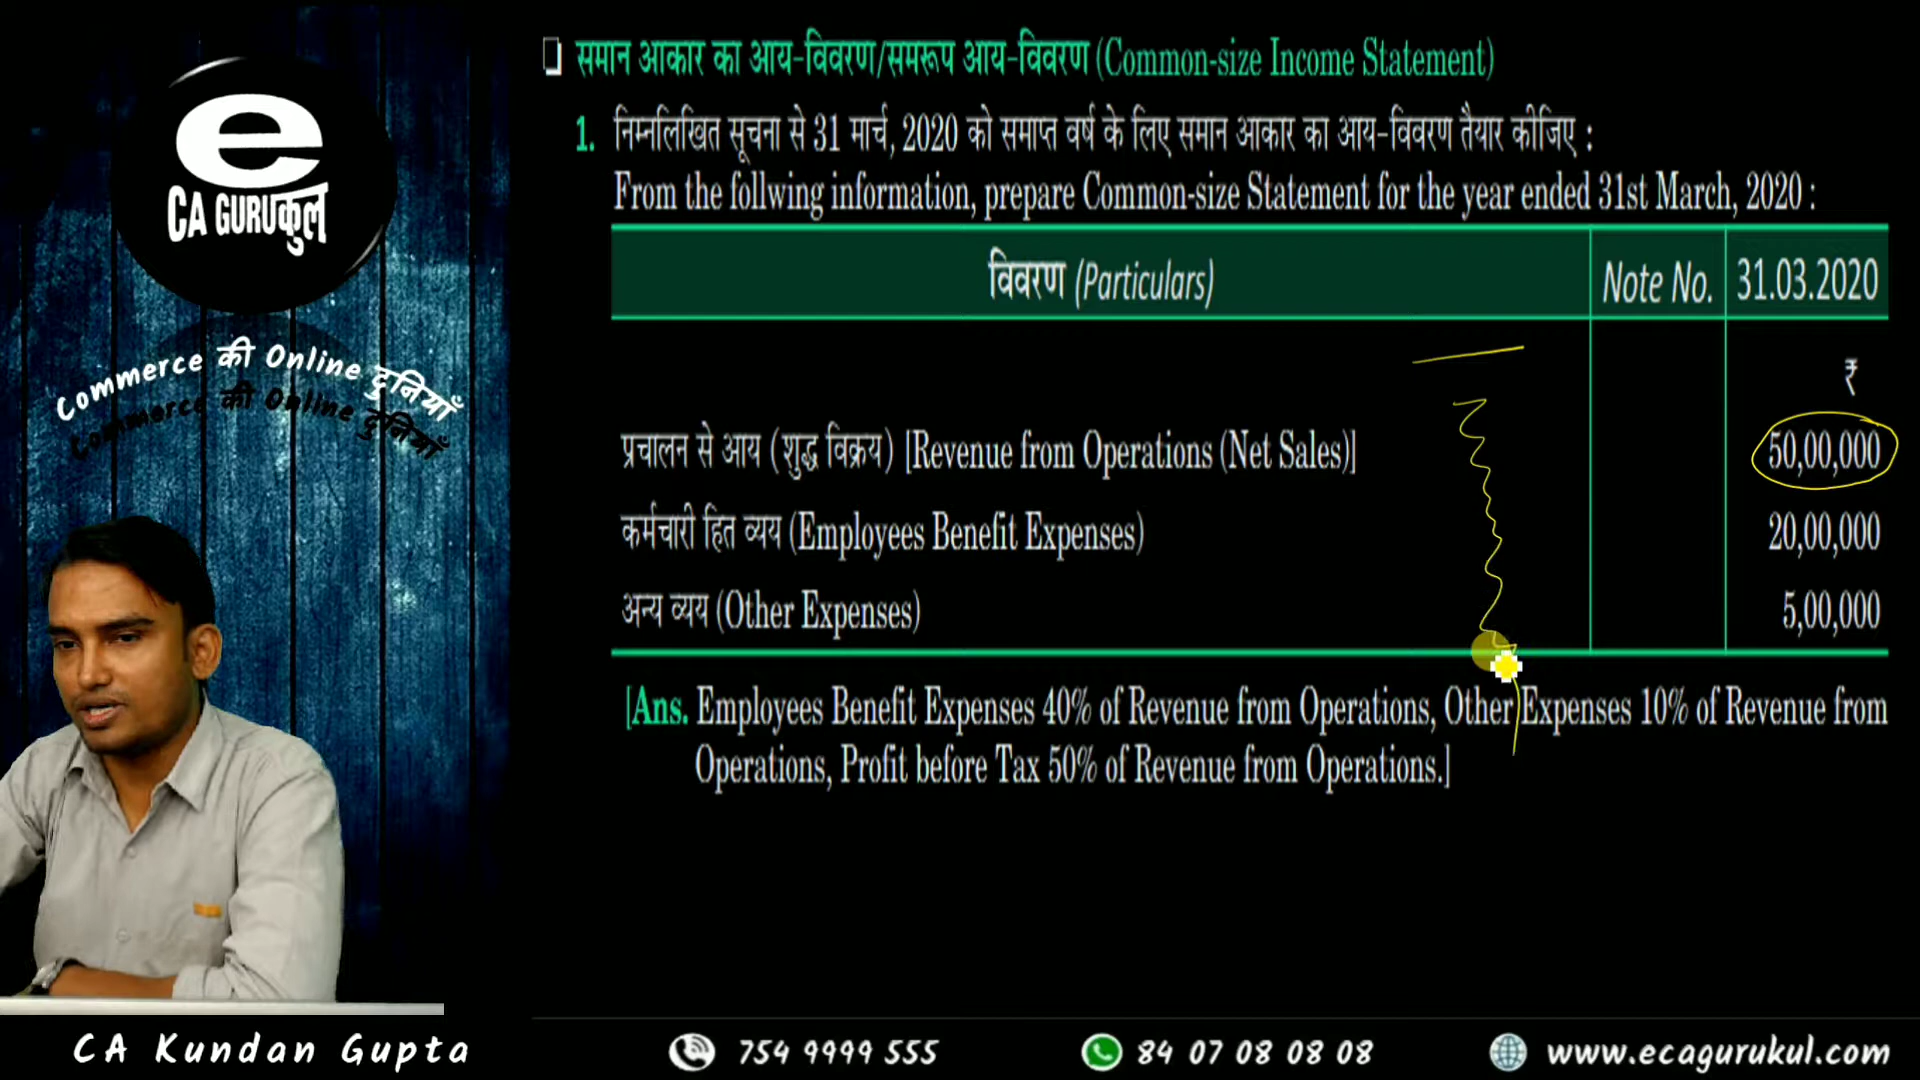 e
CA GURUकुल
Commerce की Online दुनियाँ
❑ समान आकार का आय-विवरण/समरूप आय-विवरण (Common-size Income Statement)
1. निम्नलिखित सूचना से 31 मार्च, 2020 को समाप्त वर्ष के लिए समान आकार का आय-विवरण तैयार कीजिए :
From the follwing information, prepare Common-size Statement for the year ended 31st March, 2020 :
विवरण (Particulars) Note No. 31.03.2020
₹
प्रचालन से आय (शुद्ध विक्रय) [Revenue from Operations (Net Sales)] 50,00,000
कर्मचारी हित व्यय (Employees Benefit Expenses) 20,00,000
अन्य व्यय (Other Expenses) 5,00,000
[Ans. Employees Benefit Expenses 40% of Revenue from Operations, Other Expenses 10% of Revenue from
Operations, Profit before Tax 50% of Revenue from Operations.]
CA Kundan Gupta
754 9999 555
84 07 08 08 08
www.ecagurukul.com